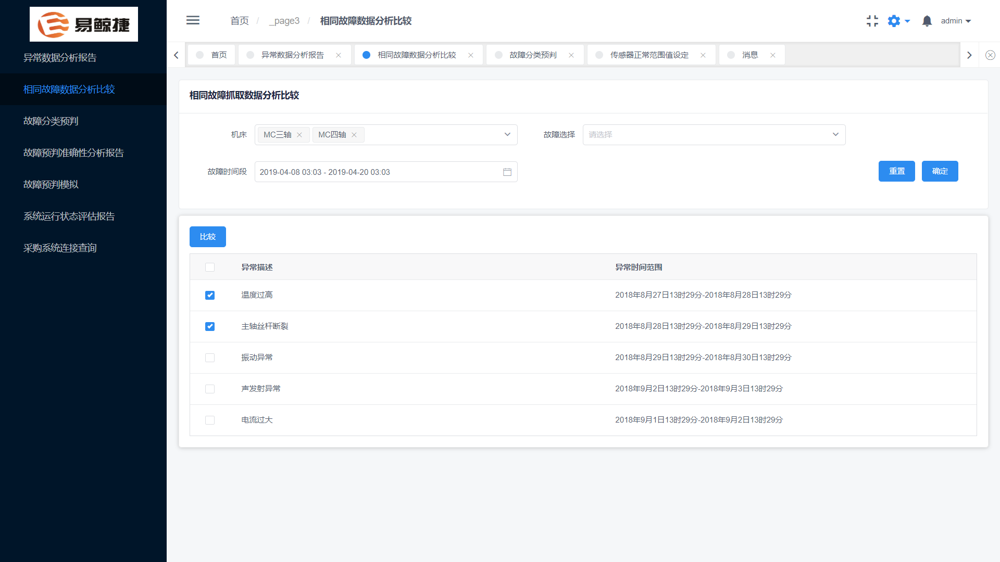 易鲸捷
异常数据分析报告
相同故障数据分析比较
故障分类预判
故障预判准确性分析报告
故障预判模拟
系统运行状态评估报告
采购系统连接查询
首页 / _page3 / 相同故障数据分析比较
admin
首页 异常数据分析报告 相同故障数据分析比较 故障分类预判 传感器正常范围值设定 消息
相同故障抓取数据分析比较
机床 MC三轴 MC四轴 故障选择 请选择
故障时间段 2019-04-08 03:03 - 2019-04-20 03:03 重置 确定
比较
异常描述 异常时间范围
温度过高 2018年8月27日13时29分-2018年8月28日13时29分
主轴丝杆断裂 2018年8月28日13时29分-2018年8月29日13时29分
振动异常 2018年8月29日13时29分-2018年8月30日13时29分
声发射异常 2018年9月2日13时29分-2018年9月3日13时29分
电流过大 2018年9月1日13时29分-2018年9月2日13时29分